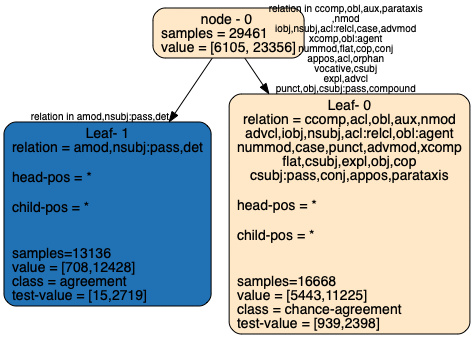 node - 0
samples = 29461
value = [6105, 23356]
relation in ccomp,obl,aux,parataxis
,nmod
iobj,nsubj,acl:relcl,case,advmod
xcomp,obl:agent
nummod,flat,cop,conj
appos,acl,orphan
vocative,csubj
expl,advcl
punct,obj,csubj:pass,compound
relation in amod,nsubj:pass,det
Leaf- 1
relation = amod,nsubj:pass,det
head-pos = *
child-pos = *
samples=13136
value = [708,12428]
class = agreement
test-value = [15,2719]
Leaf- 0
relation = ccomp,acl,obl,aux,nmod
advcl,iobj,nsubj,acl:relcl,obl:agent
nummod,case,punct,advmod,xcomp
flat,csubj,expl,obj,cop
csubj:pass,conj,appos,parataxis
head-pos = *
child-pos = *
samples=16668
value = [5443,11225]
class = chance-agreement
test-value = [939,2398]